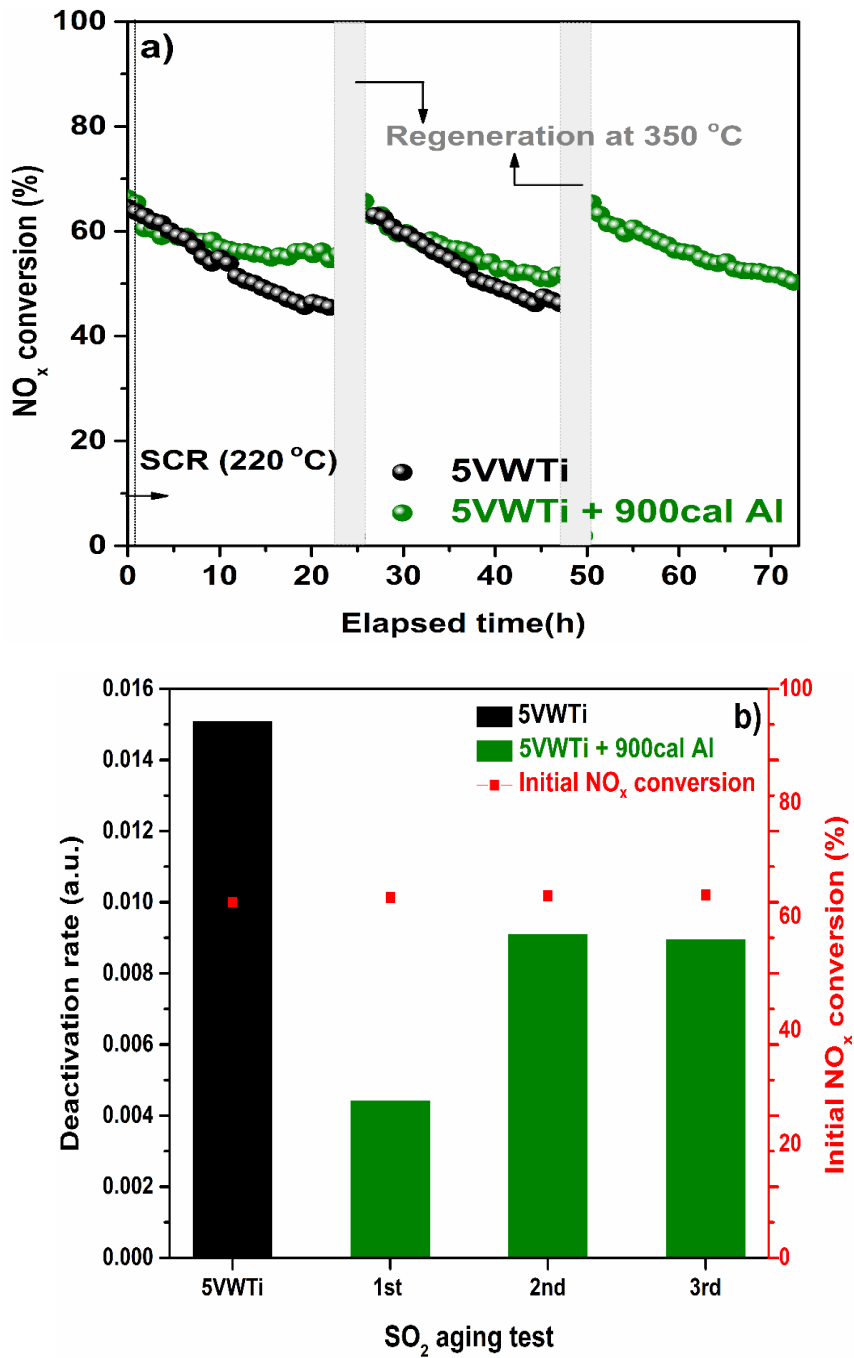 a)
100
80
60
40
20
0
NOx conversion (%)
Regeneration at 350 °C
SCR (220 °C)
5VWTi
5VWTi + 900cal Al
0 10 20 30 40 50 60 70
Elapsed time(h)
b)
0.016
0.014
0.012
0.010
0.008
0.006
0.004
0.002
0.000
Deactivation rate (a.u.)
5VWTi
5VWTi + 900cal Al
Initial NOx conversion
100
80
60
40
20
0
Initial NOx conversion (%)
5VWTi 1st 2nd 3rd
SO2 aging test